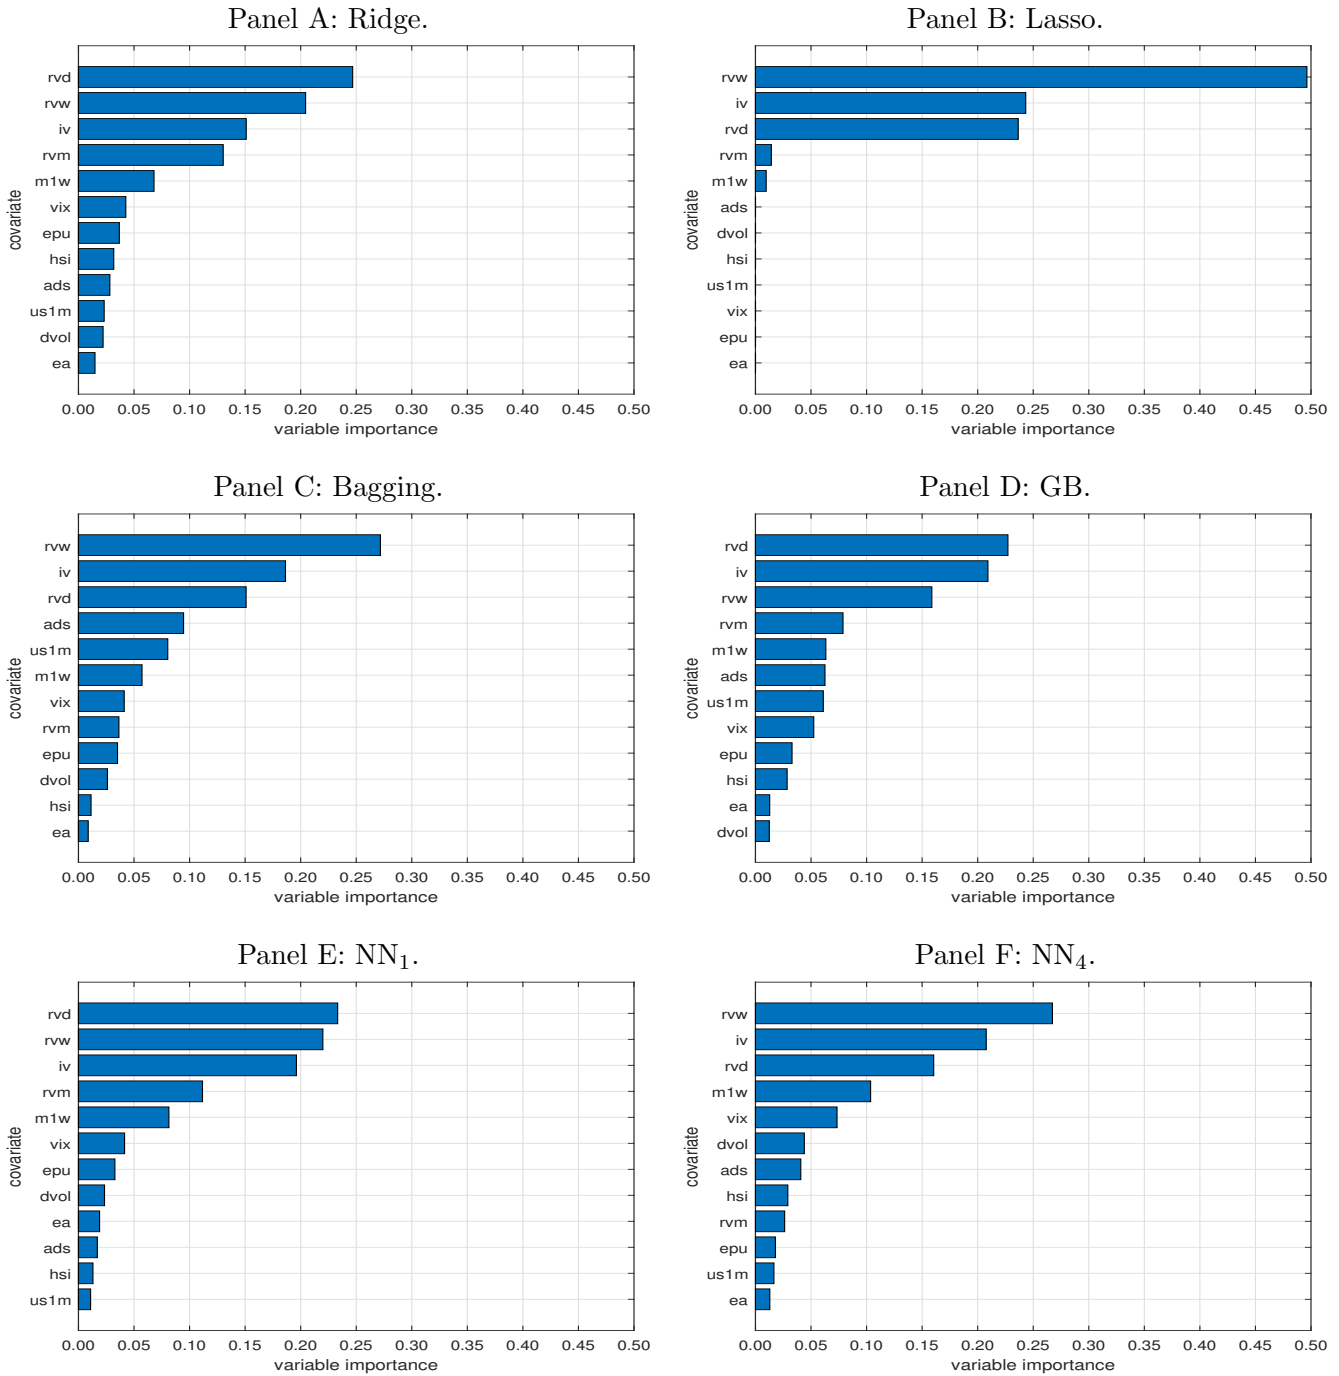 Panel A: Ridge.
rvd
rvw
iv
rvm
m1w
vix
epu
hsi
ads
us1m
dvol
ea
covariate
0.00 0.05 0.10 0.15 0.20 0.25 0.30 0.35 0.40 0.45 0.50
variable importance
Panel B: Lasso.
rvw
iv
rvd
rvm
m1w
ads
dvol
hsi
us1m
vix
epu
ea
covariate
0.00 0.05 0.10 0.15 0.20 0.25 0.30 0.35 0.40 0.45 0.50
variable importance
Panel C: Bagging.
rvw
iv
rvd
ads
us1m
m1w
vix
rvm
epu
dvol
hsi
ea
covariate
0.00 0.05 0.10 0.15 0.20 0.25 0.30 0.35 0.40 0.45 0.50
variable importance
Panel D: GB.
rvd
iv
rvw
rvm
m1w
ads
us1m
vix
epu
hsi
ea
dvol
covariate
0.00 0.05 0.10 0.15 0.20 0.25 0.30 0.35 0.40 0.45 0.50
variable importance
Panel E: NN₁.
rvd
rvw
iv
rvm
m1w
vix
epu
dvol
ea
ads
hsi
us1m
covariate
0.00 0.05 0.10 0.15 0.20 0.25 0.30 0.35 0.40 0.45 0.50
variable importance
Panel F: NN₄.
rvw
iv
rvd
m1w
vix
dvol
ads
hsi
rvm
epu
us1m
ea
covariate
0.00 0.05 0.10 0.15 0.20 0.25 0.30 0.35 0.40 0.45 0.50
variable importance